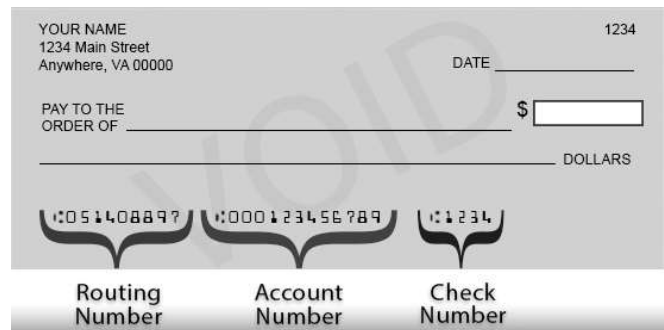 YOUR NAME 1234
1234 Main Street
Anywhere, VA 00000
DATE
PAY TO THE
ORDER OF $
DOLLARS
VOID
⑆051408897 ⑆000123456789 ⑆1234
Routing Number
Account Number
Check Number